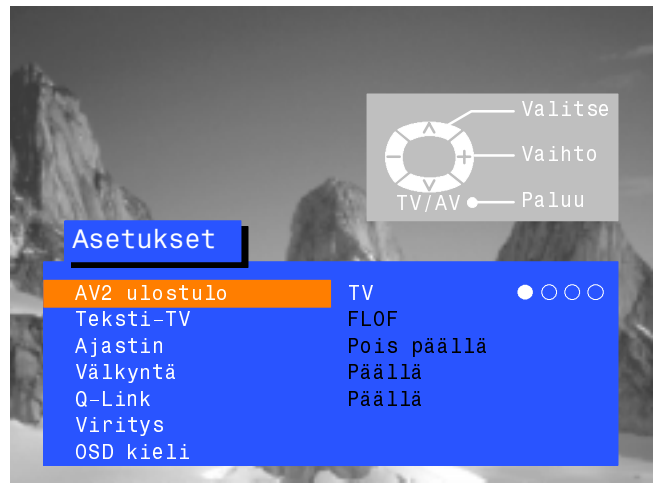 Valitse
Vaihto
TV/AV Paluu
Asetukset
AV2 ulostulo TV
Teksti-TV FLOF
Ajastin Pois päällä
Välkyntä Päällä
Q-Link Päällä
Viritys
OSD kieli